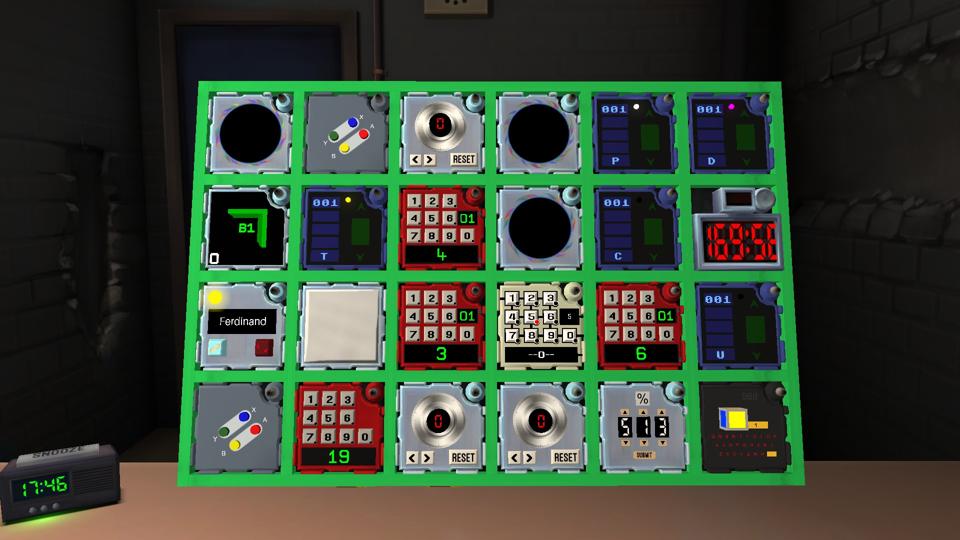 X
A
Y
B
0
< >
RESET
001
P
001
D
B1
0
001
T
1 2 3
4 5 6 01
7 8 9 0
4
001
C
Ferdinand
1 2 3
4 5 6 01
7 8 9 0
3
1 2 3
4 5 6 5
7 8 9 0
--0--
1 2 3
4 5 6 01
7 8 9 0
6
001
U
X
A
Y
B
1 2 3
4 5 6
7 8 9 0
19
0
< >
RESET
0
< >
RESET
%
5 1 3
SUBMIT
SNOOZE
17:46